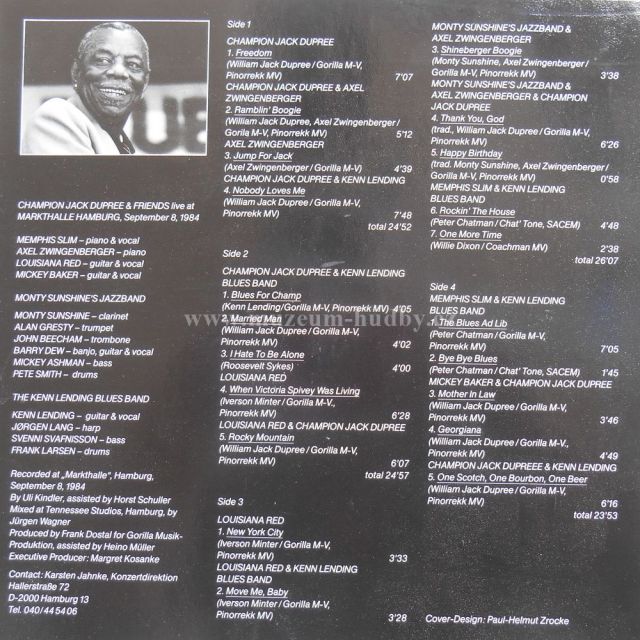 CHAMPION JACK DUPREE & FRIENDS live at
MARKTHALLE HAMBURG, September 8, 1984
MEMPHIS SLIM – piano & vocal
AXEL ZWINGENBERGER – piano
LOUISIANA RED – guitar & vocal
MICKEY BAKER – guitar & vocal
MONTY SUNSHINE'S JAZZBAND
MONTY SUNSHINE – clarinet
ALAN GRESTY – trumpet
JOHN BEECHAM – trombone
BARRY DEW – banjo, guitar & vocal
MICKEY ASHMAN – bass
PETE SMITH – drums
THE KENN LENDING BLUES BAND
KENN LENDING – guitar & vocal
JØRGEN LANG – harp
SVENNI SVAFNISSON – bass
FRANK LARSEN – drums
Recorded at „Markthalle", Hamburg,
September 8, 1984
By Uli Kindler, assisted by Horst Schuller
Mixed at Tennessee Studios, Hamburg, by
Jürgen Wagner
Produced by Frank Dostal for Gorilla Musik-
Produktion, assisted by Heino Müller
Executive Producer: Margret Kosanke
Contact: Karsten Jahnke, Konzertdirektion
Hallerstraße 72
D-2000 Hamburg 13
Tel. 040/44 54 06
Side 1
CHAMPION JACK DUPREE
1. Freedom
(William Jack Dupree/Gorilla M-V,
Pinorrekk MV) 7'07
CHAMPION JACK DUPREE & AXEL
ZWINGENBERGER
2. Ramblin' Boogie
(William Jack Dupree, Axel Zwingenberger/
Gorila M-V, Pinorrekk MV) 5'12
AXEL ZWINGENBERGER
3. Jump For Jack
(Axel Zwingenberger/Gorilla M-V) 4'39
CHAMPION JACK DUPREE & KENN LENDING
4. Nobody Loves Me
(William Jack Dupree/Gorilla M-V,
Pinorrekk MV) 7'48
total 24'52
Side 2
CHAMPION JACK DUPREE & KENN LENDING
BLUES BAND
1. Blues For Champ
(Kenn Lending/Gorilla M-V, Pinorrekk MV) 4'05
2. Married Man
(William Jack Dupree/Gorilla M-V,
Pinorrekk MV) 4'02
3. I Hate To Be Alone
(Roosevelt Sykes) 4'00
LOUISIANA RED
4. When Victoria Spivey Was Living
(Iverson Minter/Gorilla M-V.,
Pinorrekk MV) 6'28
LOUISIANA RED & CHAMPION JACK DUPREE
5. Rocky Mountain
(William Jack Dupree/Gorilla M-V,
Pinorrekk MV) 6'07
total 24'57
Side 3
LOUISIANA RED
1. New York City
(Iverson Minter/Gorilla M-V,
Pinorrekk MV) 3'33
LOUISIANA RED & KENN LENDING
BLUES BAND
2. Move Me, Baby
(Iverson Minter/Gorilla M-V,
Pinorrekk MV) 3'28
MONTY SUNSHINE'S JAZZBAND &
AXEL ZWINGENBERGER
3. Shineberger Boogie
(Monty Sunshine, Axel Zwingenberger/
Gorilla M-V, Pinorrekk MV) 3'38
MONTY SUNSHINE'S JAZZBAND &
AXEL ZWINGENBERGER & CHAMPION
JACK DUPREE
4. Thank You, God
(trad., William Jack Dupree/Gorilla M-V,
Pinorrekk MV) 6'26
5. Happy Birthday
(trad. Monty Sunshine, Axel Zwingenberger/
Gorilla M-V, Pinorrekk MV) 0'58
MEMPHIS SLIM & KENN LENDING
BLUES BAND
6. Rockin' The House
(Peter Chatman/Chat' Tone, SACEM) 4'48
7. One More Time
(Willie Dixon/Coachman MV) 2'38
total 26'07
Side 4
MEMPHIS SLIM & KENN LENDING
BLUES BAND
1. The Blues Ad Lib
(Peter Chatman/Gorilla M-V,
Pinorrekk MV) 7'05
2. Bye Bye Blues
(Peter Chatman/Chat' Tone, SACEM) 1'45
MICKEY BAKER & CHAMPION JACK DUPREE
3. Mother in Law
(William Jack Dupree/Gorilla M-V,
Pinorrekk MV) 3'46
4. Georgiana
(William Jack Dupree/Gorilla M-V,
Pinorrekk MV) 4'49
CHAMPION JACK DUPREEE & KENN LENDING
5. One Scotch, One Bourbon, One Beer
(William Jack Dupree/Gorilla M-V,
Pinorrekk MV) 6'16
total 23'53
Cover-Design: Paul-Helmut Zrocke